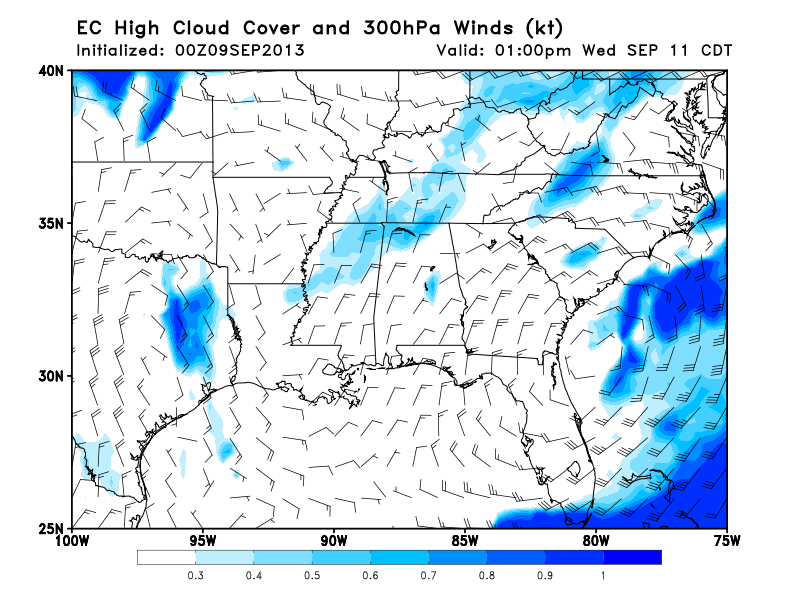 EC High Cloud Cover and 300hPa Winds (kt)
Initialized: 00Z09SEP2013 Valid: 01:00pm Wed SEP 11 CDT
40N
35N
30N
25N
100W 95W 90W 85W 80W 75W
0.3 0.4 0.5 0.6 0.7 0.8 0.9 1